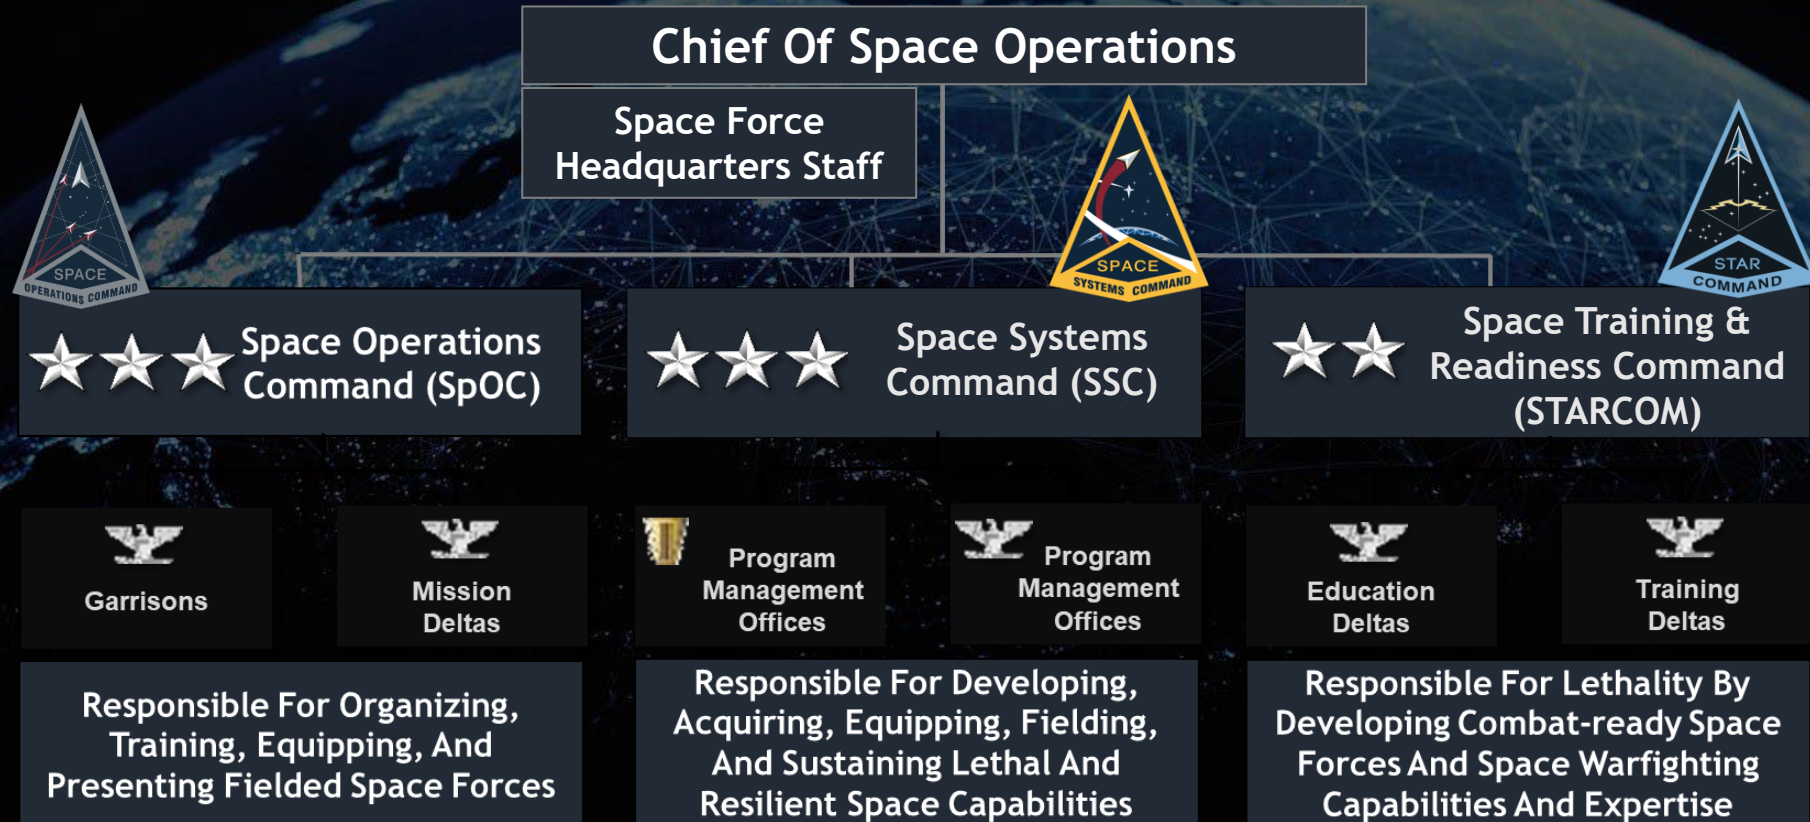 Chief Of Space Operations
Space Force
Headquarters Staff
SPACE
OPERATIONS COMMAND
SPACE
SYSTEMS COMMAND
STAR
COMMAND
Space Operations
Command (SpOC)
Space Systems
Command (SSC)
Space Training &
Readiness Command
(STARCOM)
Garrisons
Mission
Deltas
Program
Management
Offices
Program
Management
Offices
Education
Deltas
Training
Deltas
Responsible For Organizing,
Training, Equipping, And
Presenting Fielded Space Forces
Responsible For Developing,
Acquiring, Equipping, Fielding,
And Sustaining Lethal And
Resilient Space Capabilities
Responsible For Lethality By
Developing Combat-ready Space
Forces And Space Warfighting
Capabilities And Expertise